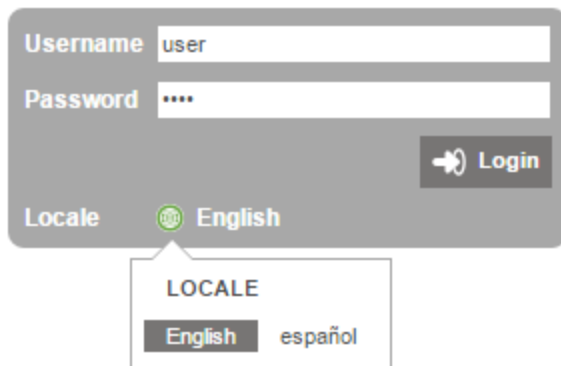 Username user
Password ••••
Login
Locale English
LOCALE
English español